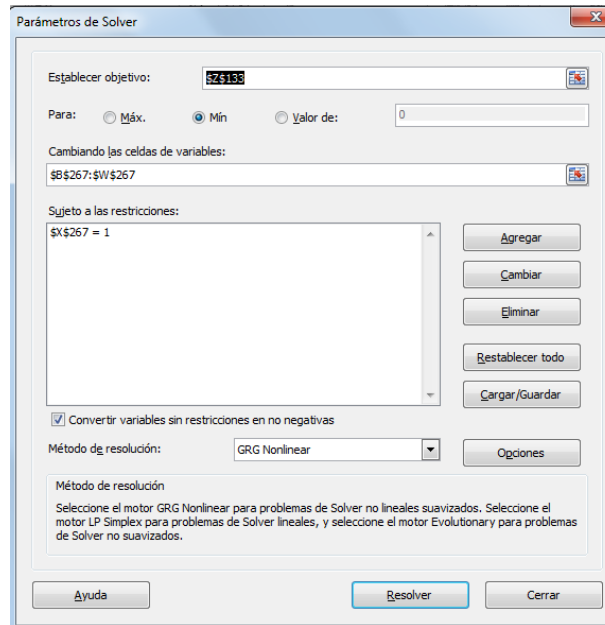 Parámetros de Solver
Establecer objetivo: $Z$133
Para: Máx. Mín Valor de: 0
Cambiando las celdas de variables:
$B$267:$W$267
Sujeto a las restricciones:
$X$267 = 1
Agregar
Cambiar
Eliminar
Restablecer todo
Cargar/Guardar
Convertir variables sin restricciones en no negativas
Método de resolución: GRG Nonlinear Opciones
Método de resolución
Seleccione el motor GRG Nonlinear para problemas de Solver no lineales suavizados. Seleccione el
motor LP Simplex para problemas de Solver lineales, y seleccione el motor Evolutionary para problemas
de Solver no suavizados.
Ayuda Resolver Cerrar